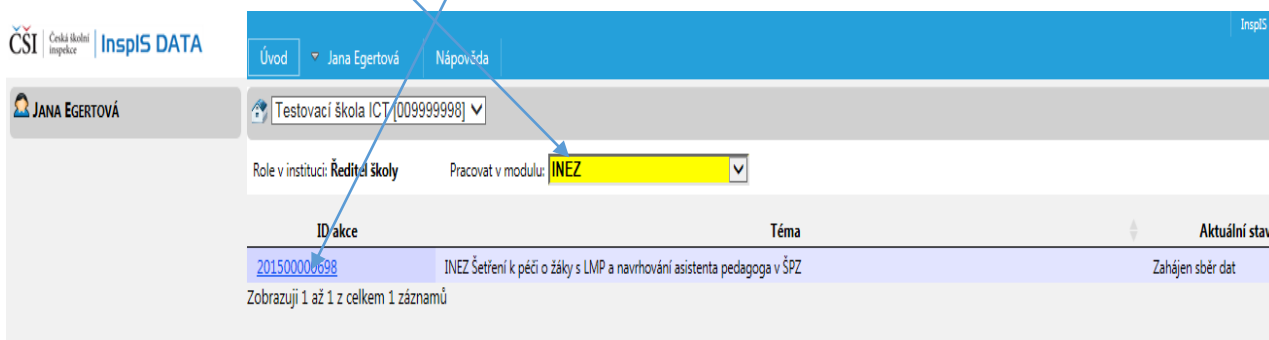 InspIS
ČŠI Česká školní inspekce InspIS DATA
Úvod Jana Egertová Nápověda
JANA EGERTOVÁ
Testovací škola ICT [009999998]
Role v instituci: Ředitel školy Pracovat v modulu: INEZ
ID akce Téma Aktuální stav
201500000698 INEZ Šetření k péči o žáky s LMP a navrhování asistenta pedagoga v ŠPZ Zahájen sběr dat
Zobrazuji 1 až 1 z celkem 1 záznamů